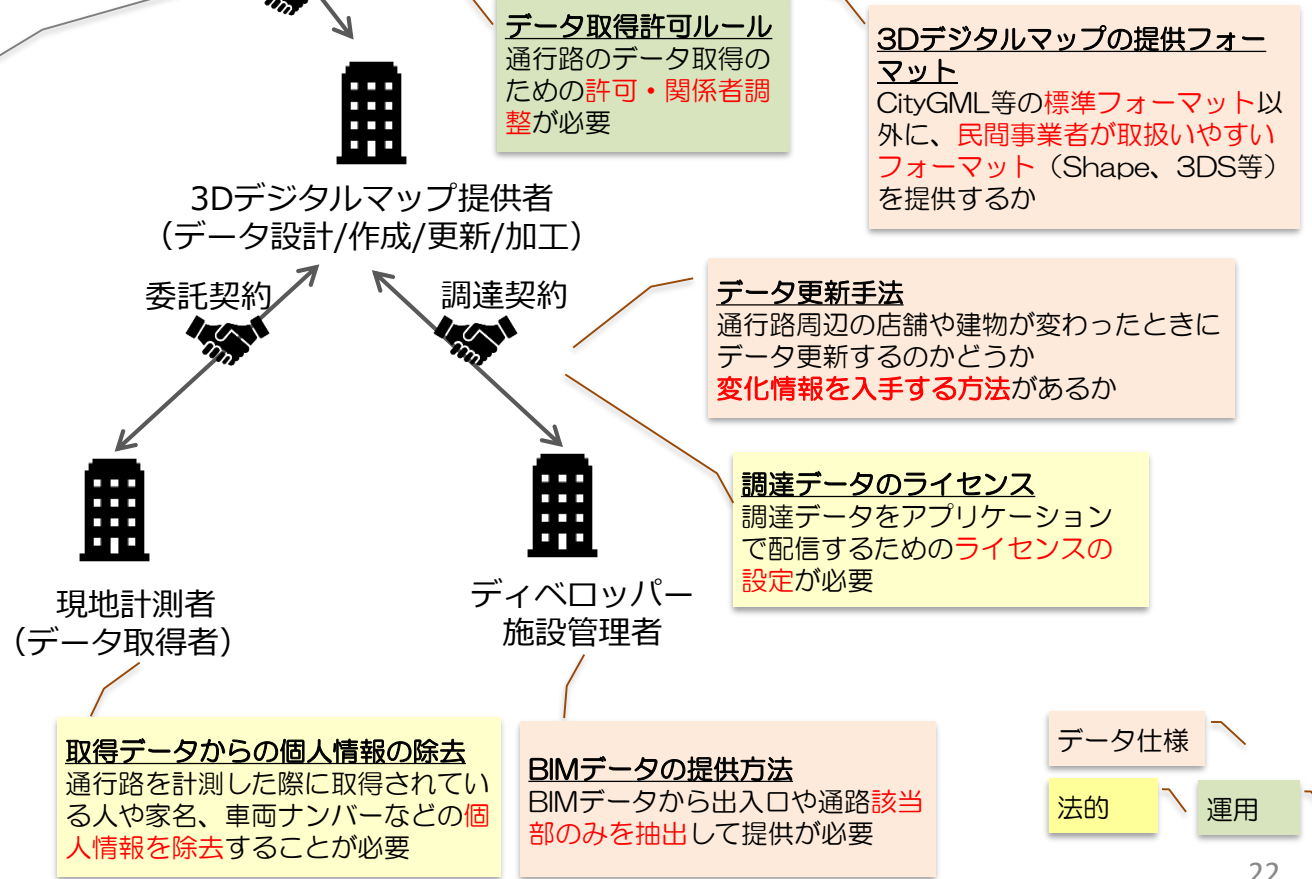 データ取得許可ルール
通行路のデータ取得の
ための許可・関係者調
整が必要
3Dデジタルマップの提供フォー
マット
CityGML等の標準フォーマット以
外に、民間事業者が取扱いやすい
フォーマット（Shape、3DS等）
を提供するか
3Dデジタルマップ提供者
（データ設計/作成/更新/加工）
委託契約
調達契約
データ更新手法
通行路周辺の店舗や建物が変わったときに
データ更新するのかどうか
変化情報を入手する方法があるか
調達データのライセンス
調達データをアプリケーション
で配信するためのライセンスの
設定が必要
現地計測者
（データ取得者）
ディベロッパー
施設管理者
取得データからの個人情報の除去
通行路を計測した際に取得されてい
る人や家名、車両ナンバーなどの個
人情報を除去することが必要
BIMデータの提供方法
BIMデータから出入口や通路該当
部のみを抽出して提供が必要
データ仕様
法的
運用
22